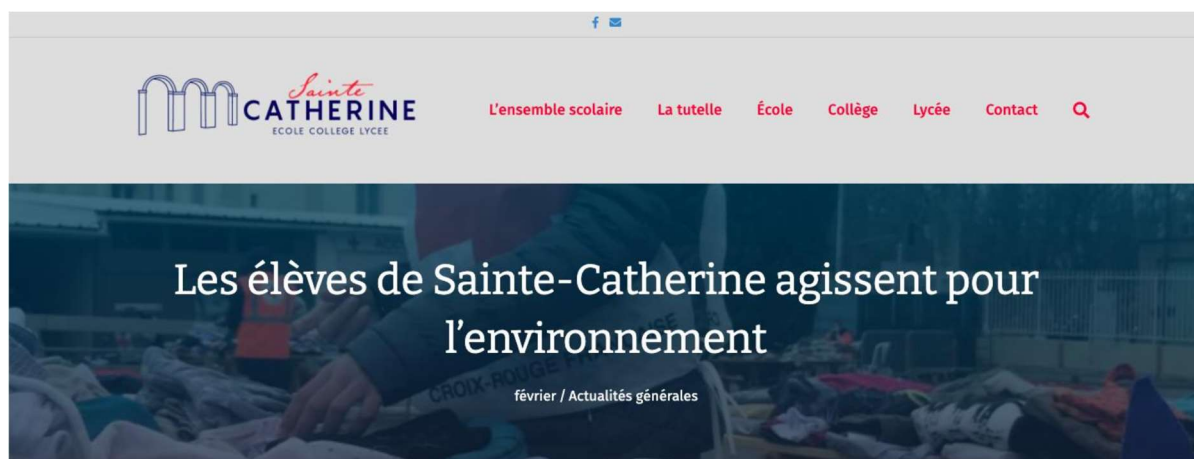 Sainte
CATHERINE
ECOLE COLLEGE LYCEE
L'ensemble scolaire La tutelle École Collège Lycée Contact
Les élèves de Sainte-Catherine agissent pour
l'environnement
CROIX-ROUGE FRANÇAISE
février / Actualités générales